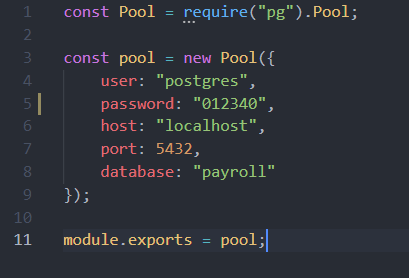 1 const Pool = require("pg").Pool;
2
3 const pool = new Pool({
4 user: "postgres",
5 password: "012340",
6 host: "localhost",
7 port: 5432,
8 database: "payroll"
9 });
10
11 module.exports = pool;